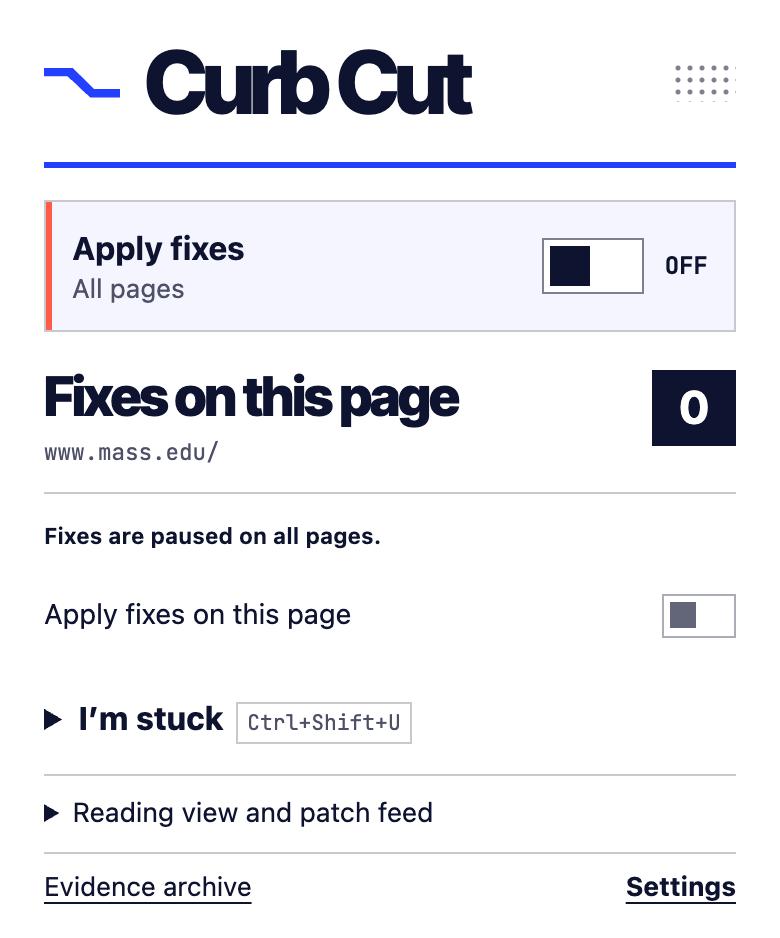 Curb Cut
Apply fixes
All pages
OFF
Fixes on this page
0
www.mass.edu/
Fixes are paused on all pages.
Apply fixes on this page
I’m stuck Ctrl+Shift+U
Reading view and patch feed
Evidence archive
Settings